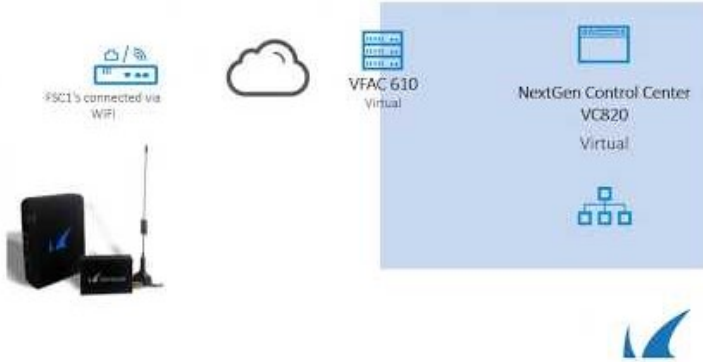 FSC1's connected via
WIFI
VFAC 610
Virtual
NextGen Control Center
VC820
Virtual